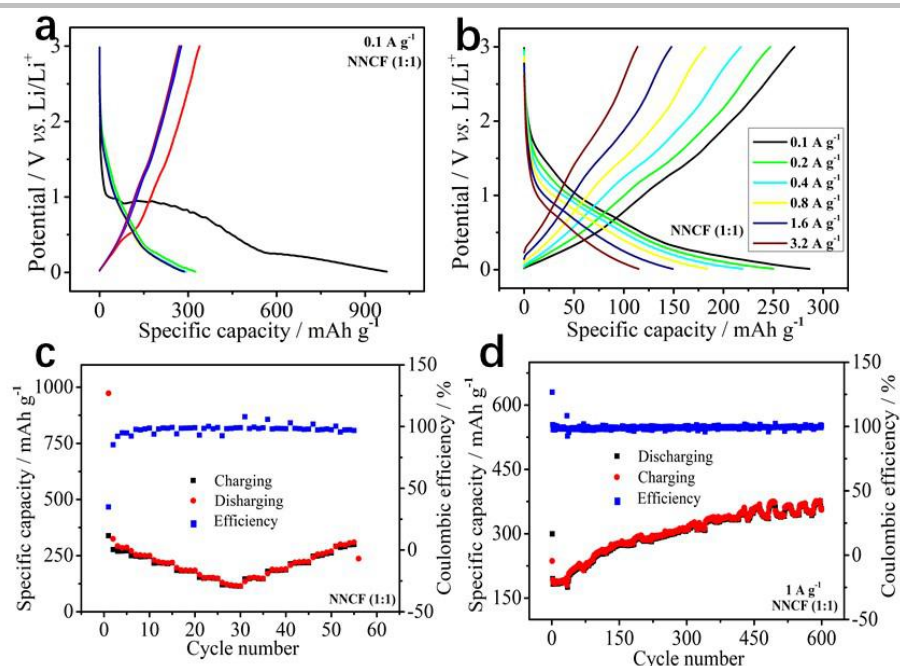 a
0.1 A g⁻¹
NNCF (1:1)
3
2
1
0
Potential / V vs. Li/Li⁺
0 300 600 900
Specific capacity / mAh g⁻¹
b
3
2
1
0
Potential / V vs. Li/Li⁺
0.1 A g⁻¹
0.2 A g⁻¹
0.4 A g⁻¹
0.8 A g⁻¹
1.6 A g⁻¹
3.2 A g⁻¹
NNCF (1:1)
0 50 100 150 200 250 300
Specific capacity / mAh g⁻¹
c
1000
750
500
250
0
Specific capacity / mAh g⁻¹
Charging
Disharging
Efficiency
NNCF (1:1)
150
100
50
0
-50
Coulombic efficiency / %
0 10 20 30 40 50 60
Cycle number
d
600
450
300
150
Specific capacity / mAh g⁻¹
Discharging
Charging
Efficiency
1 A g⁻¹
NNCF (1:1)
150
100
50
0
-50
Coulombic efficiency / %
0 150 300 450 600
Cycle number